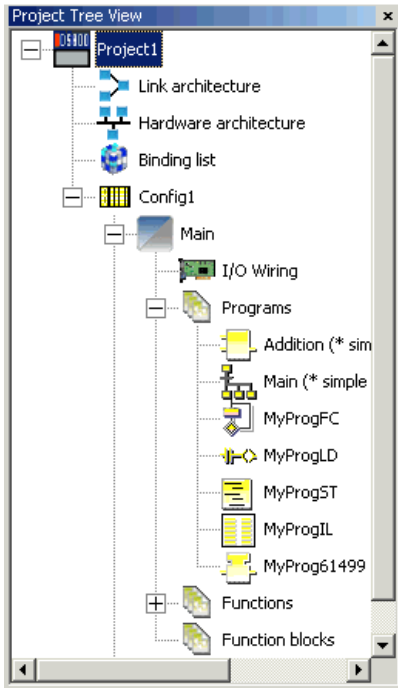 Project Tree View
Project1
Link architecture
Hardware architecture
Binding list
Config1
Main
I/O Wiring
Programs
Addition (* sim
Main (* simple
MyProgFC
MyProgLD
MyProgST
MyProgIL
MyProg61499
Functions
Function blocks